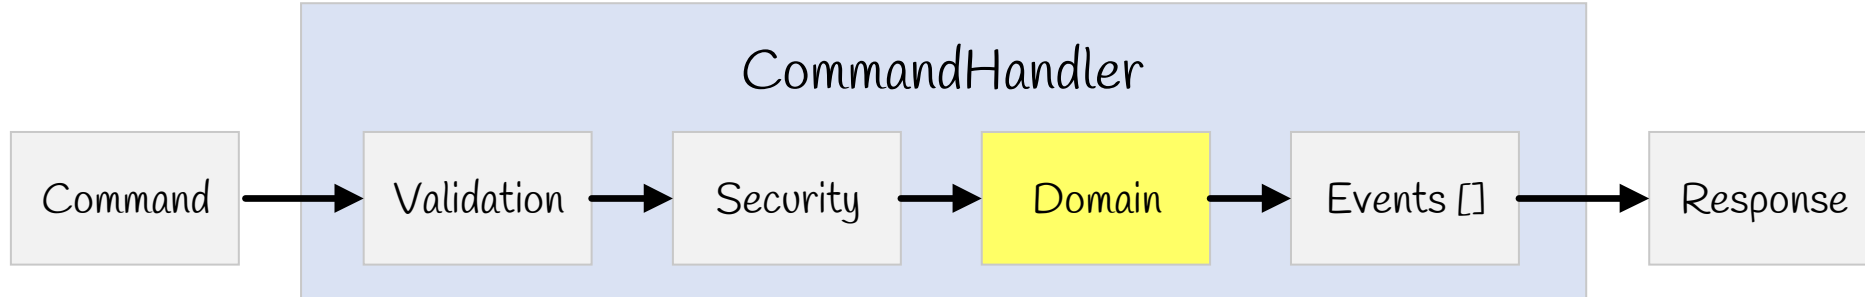 CommandHandler
Command
Validation
Security
Domain
Events []
Response